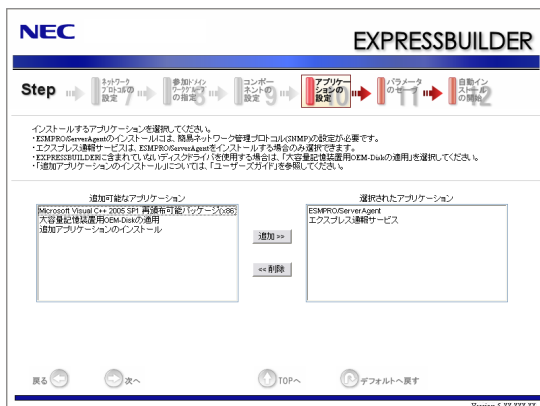 NEC
EXPRESSBUILDER
Step
ネットワークプロトコルの設定 7
参加ドメインワークグループの指定 8
コンポーネントの設定 9
アプリケーションの設定 10
パラメータのセーブ 11
自動インストールの開始 12
インストールするアプリケーションを選択してください。
・ESMPRO/ServerAgentのインストールには、簡易ネットワーク管理プロトコル(SNMP)の設定が必要です。
・エクスプレス通報サービスは、ESMPRO/ServerAgentをインストールする場合のみ選択できます。
・EXPRESSBUILDERに含まれていないディスクドライバを使用する場合は、「大容量記憶装置用OEM-Diskの適用」を選択してください。
・「追加アプリケーションのインストール」については、「ユーザーズガイド」を参照してください。
追加可能なアプリケーション
選択されたアプリケーション
Microsoft Visual C++ 2005 SP1 再頒布可能パッケージ(x86)
大容量記憶装置用OEM-Diskの適用
追加アプリケーションのインストール
追加 >>
<< 削除
ESMPRO/ServerAgent
エクスプレス通報サービス
戻る
次へ
TOPへ
デフォルトへ戻す